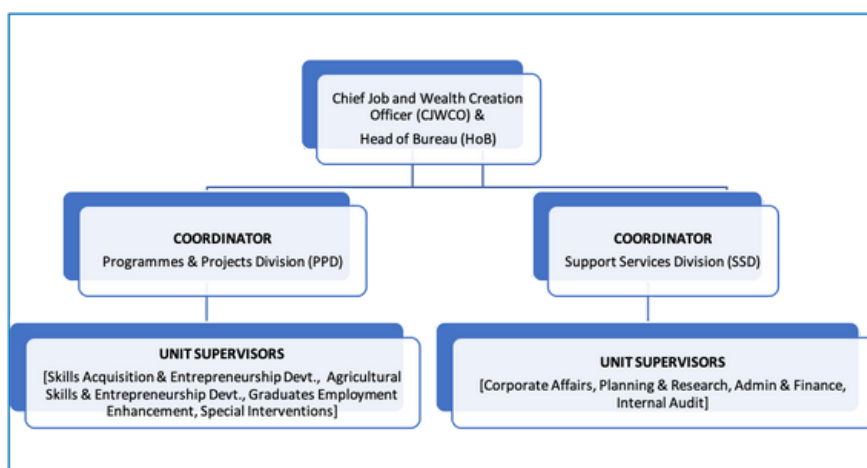 Chief Job and Wealth Creation
Officer (CJWCO) &
Head of Bureau (HoB)
COORDINATOR
Programmes & Projects Division (PPD)
COORDINATOR
Support Services Division (SSD)
UNIT SUPERVISORS
[Skills Acquisition & Entrepreneurship Devt., Agricultural
Skills & Entrepreneurship Devt., Graduates Employment
Enhancement, Special Interventions]
UNIT SUPERVISORS
[Corporate Affairs, Planning & Research, Admin & Finance,
Internal Audit]